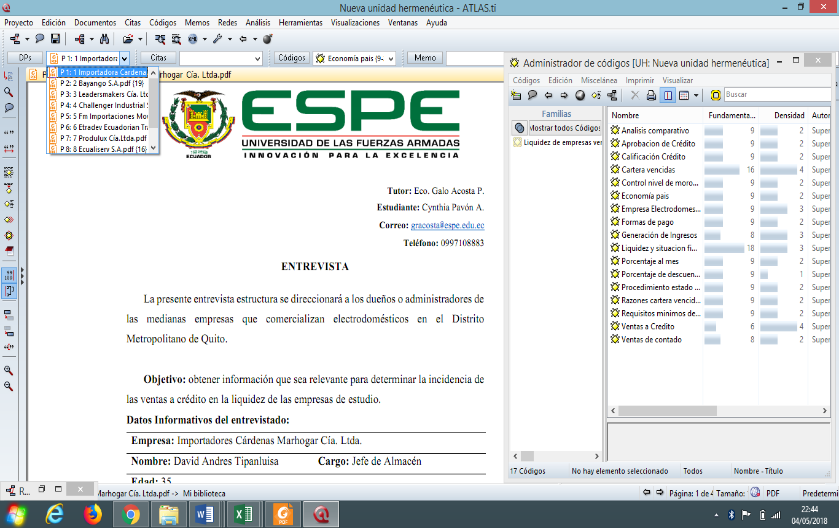 Nueva unidad hermenéutica - ATLAS.ti
Proyecto Edición Documentos Citas Códigos Memos Redes Análisis Herramientas Visualizaciones Ventanas Ayuda
DPs P 1: 1 Importador Citas Códigos Economía país {9- Memo
P 1: 1 Importadora Cardena
P 2: 2 Bayango S.A.pdf {19}
P 3: 3 Leadersmakers Cía. Ltd
P 4: 4 Challenger Industrial S
P 5: 5 Fm Importaciones Mov
P 6: 6 Etradev Ecuadorian Tr
P 7: 7 Produlux Cía.Ltda.pdf
P 8: 8 Ecualiserv S.A.pdf {16}
Marhogar Cía. Ltda.pdf
ECUADOR
ESPE
UNIVERSIDAD DE LAS FUERZAS ARMADAS
INNOVACIÓN PARA LA EXCELENCIA
Tutor: Eco. Galo Acosta P.
Estudiante: Cynthia Pavón A.
Correo: gracosta@espe.edu.ec
Teléfono: 0997108883
ENTREVISTA
La presente entrevista estructura se direccionará a los dueños o administradores de
las medianas empresas que comercializan electrodomésticos en el Distrito
Metropolitano de Quito.
Objetivo: obtener información que sea relevante para determinar la incidencia de
las ventas a crédito en la liquidez de las empresas de estudio.
Datos Informativos del entrevistado:
Empresa: Importadores Cárdenas Marhogar Cía. Ltda.
Nombre: David Andres Tipanluisa Cargo: Jefe de Almacén
Edad: 35
Administrador de códigos [UH: Nueva unidad hermenéutica]
Códigos Edición Miscelánea Imprimir Visualizar
Buscar
Familias
Mostrar todos Códigos
Liquidez de empresas ven
Nombre Fundamenta... Densidad Autor
Analisis comparativo 9 2 Super
Aprobacion de Crédito 9 2 Super
Calificación Crédito 9 2 Super
Cartera vencidas 16 4 Super
Control nivel de moro... 9 2 Super
Economía país 9 2 Super
Empresa Electrodomes... 9 3 Super
Formas de pago 9 2 Super
Generación de Ingresos 8 3 Super
Liquidez y situacion fi... 18 3 Super
Porcentaje al mes 9 2 Super
Porcentaje de descuen... 9 1 Super
Procedimiento estado ... 9 2 Super
Razones cartera vencid... 9 2 Super
Requisitos minimos de... 9 2 Super
Ventas a Credito 6 4 Super
Ventas de contado 8 2 Super
17 Códigos No hay elemento seleccionado Todos Nombre - Título
R...
Marhogar Cía. Ltda.pdf -> Mi biblioteca
Página: 1 de 4 Tamaño: PDF Predetermi
22:44
04/05/2018